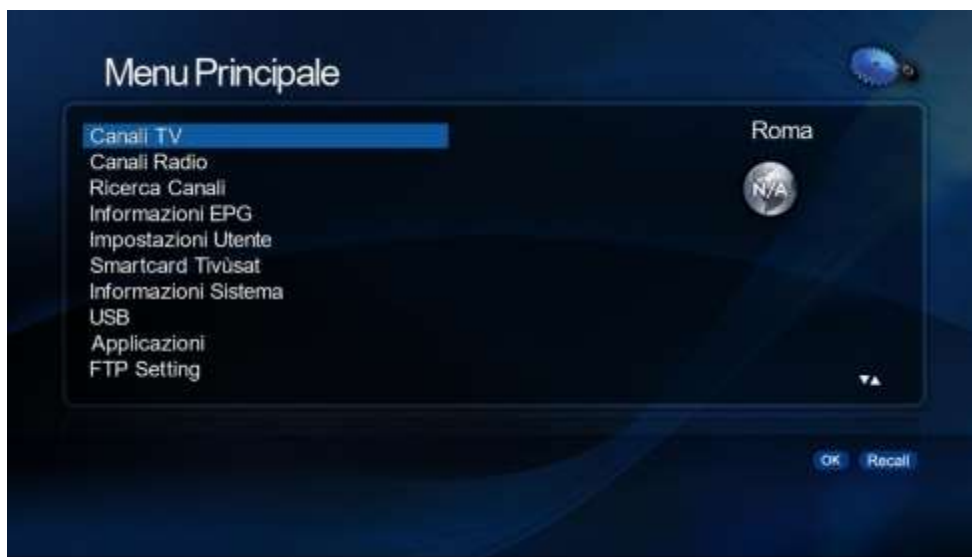 Menu Principale
Canali TV
Roma
Canali Radio
Ricerca Canali
N/A
Informazioni EPG
Impostazioni Utente
Smartcard Tivùsat
Informazioni Sistema
USB
Applicazioni
FTP Setting
OK Recall